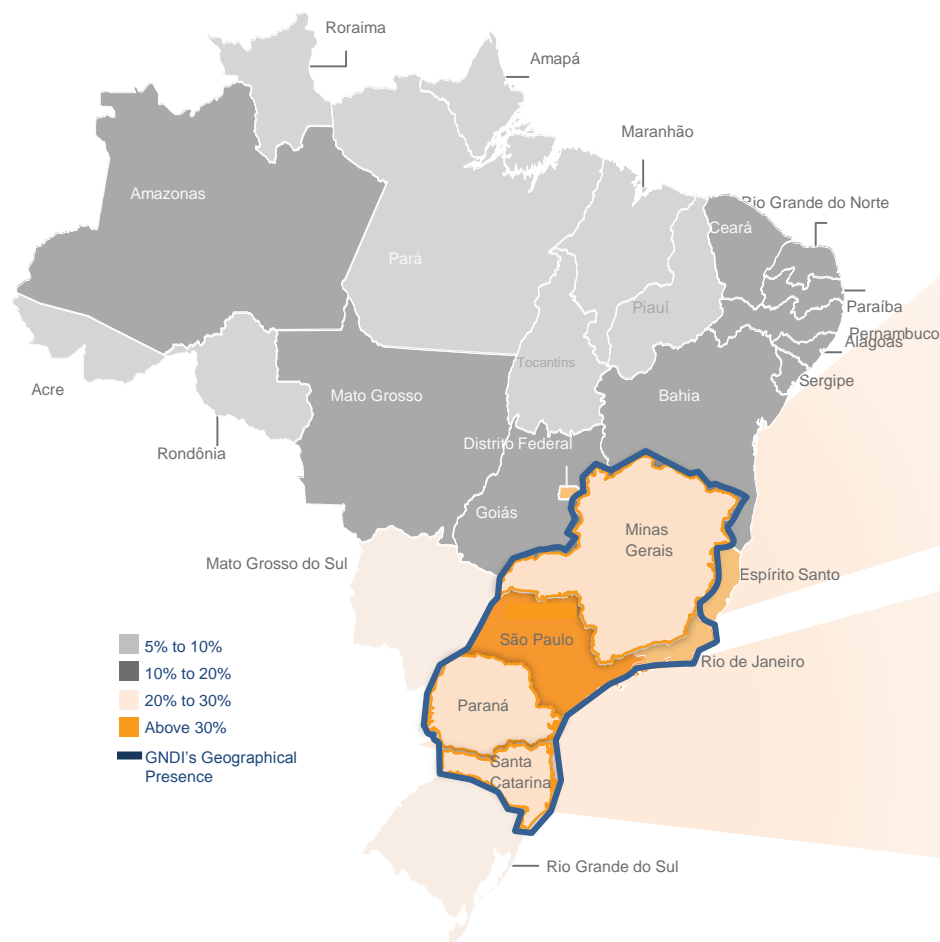 Roraima
Amapá
Maranhão
Amazonas
Rio Grande do Norte
Ceará
Pará
Piauí
Paraíba
Pernambuco
Alagoas
Tocantins
Sergipe
Acre
Mato Grosso
Bahia
Rondônia
Distrito Federal
Goiás
Minas
Gerais
Mato Grosso do Sul
Espírito Santo
São Paulo
Rio de Janeiro
Paraná
Santa
Catarina
Rio Grande do Sul
5% to 10%
10% to 20%
20% to 30%
Above 30%
GNDI's Geographical
Presence